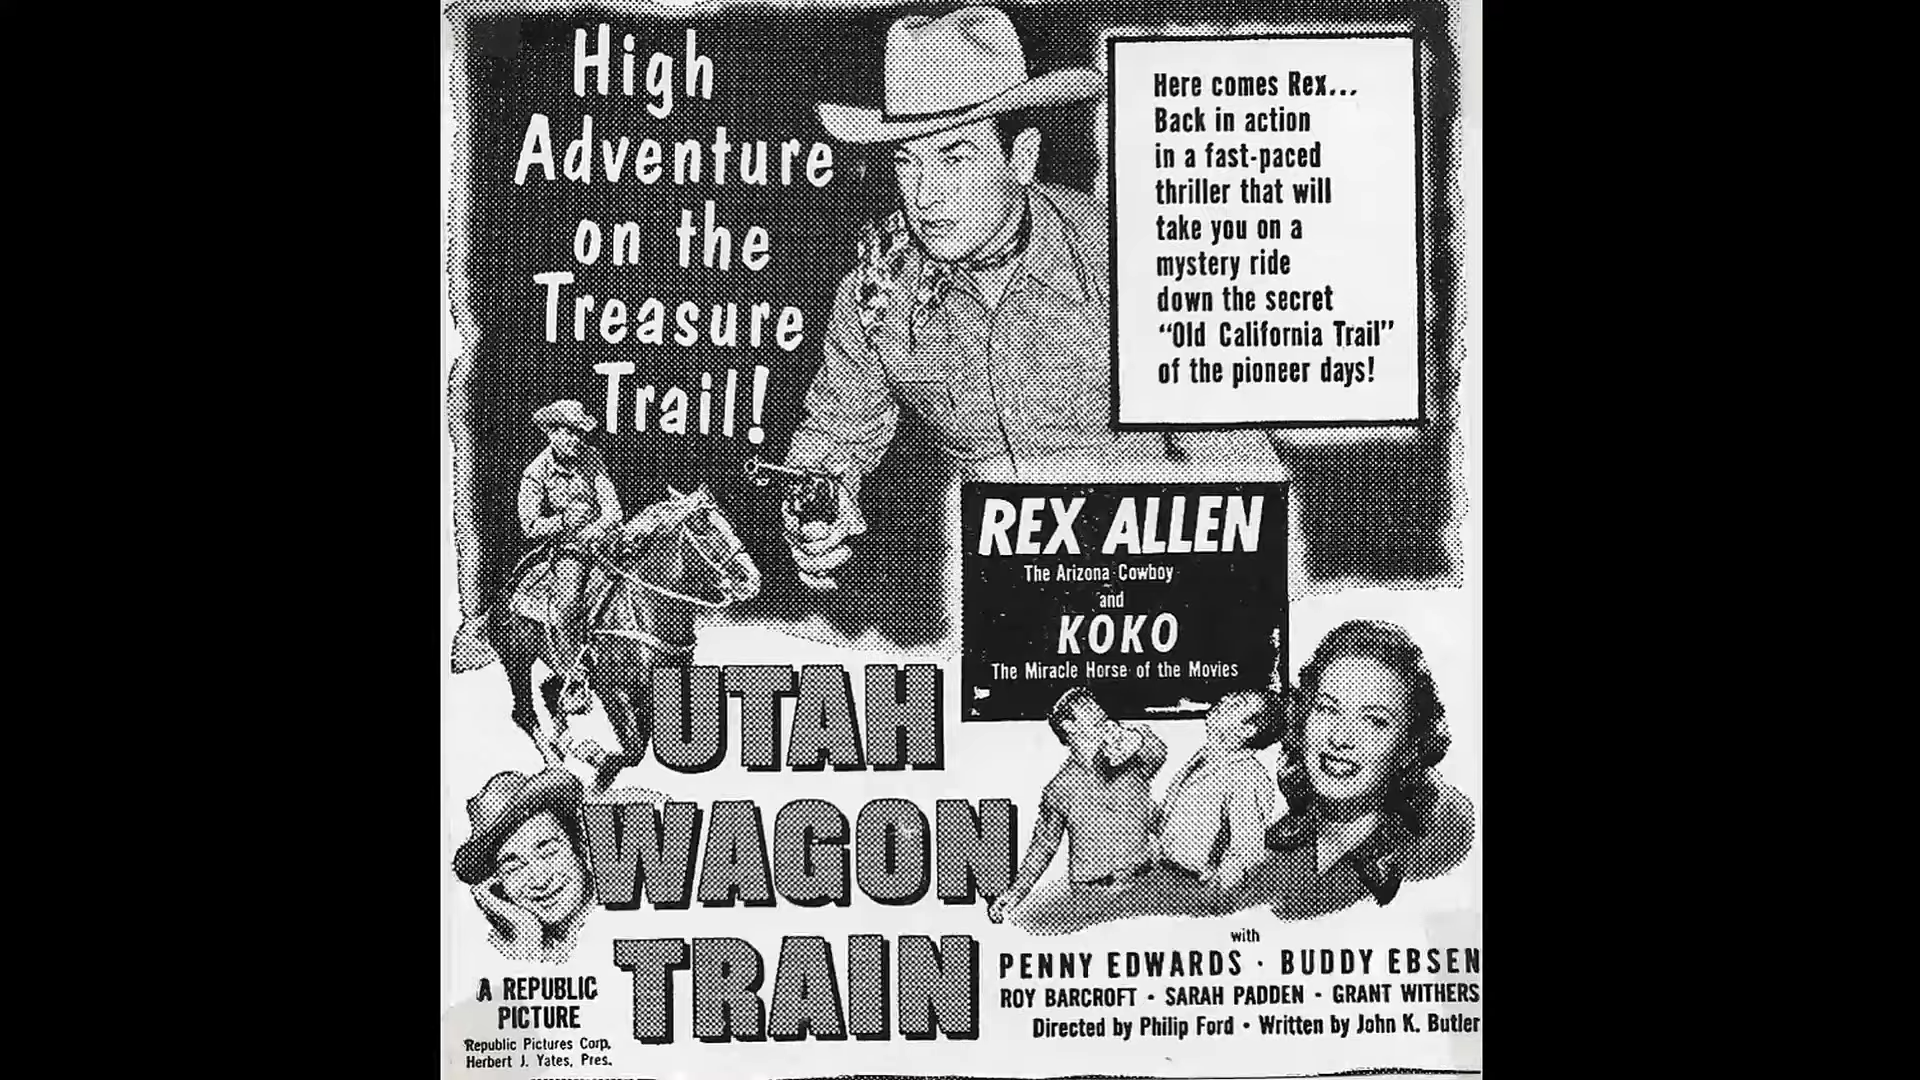 High
Adventure
on the
Treasure
Trail!
Here comes Rex...
Back in action
in a fast-paced
thriller that will
take you on a
mystery ride
down the secret
"Old California Trail"
of the pioneer days!
REX ALLEN
The Arizona Cowboy
and
KOKO
The Miracle Horse of the Movies
UTAH
WAGON
TRAIN
A REPUBLIC
PICTURE
Republic Pictures Corp.
Herbert J. Yates, Pres.
with
PENNY EDWARDS · BUDDY EBSEN
ROY BARCROFT · SARAH PADDEN · GRANT WITHERS
Directed by Philip Ford · Written by John K. Butler